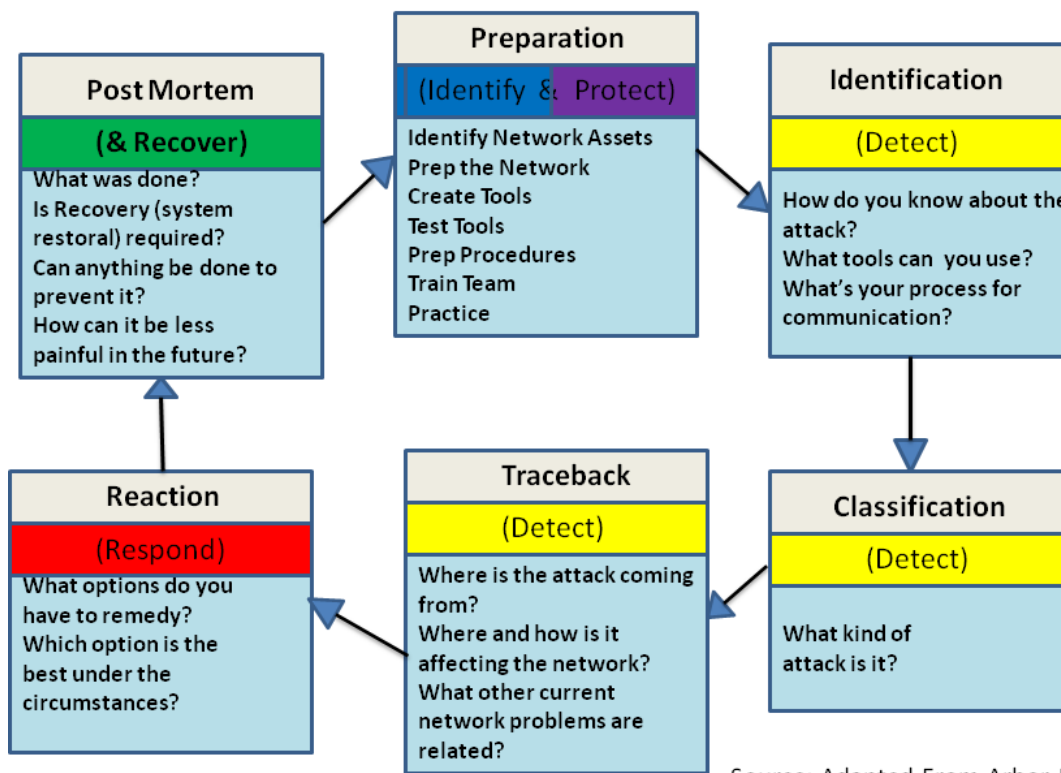 Preparation
(Identify & Protect)
Identify Network Assets
Prep the Network
Create Tools
Test Tools
Prep Procedures
Train Team
Practice
Identification
(Detect)
How do you know about the
attack?
What tools can you use?
What's your process for
communication?
Classification
(Detect)
What kind of
attack is it?
Traceback
(Detect)
Where is the attack coming
from?
Where and how is it
affecting the network?
What other current
network problems are
related?
Reaction
(Respond)
What options do you
have to remedy?
Which option is the
best under the
circumstances?
Post Mortem
(& Recover)
What was done?
Is Recovery (system
restoral) required?
Can anything be done to
prevent it?
How can it be less
painful in the future?
Source: Adapted From Arbor